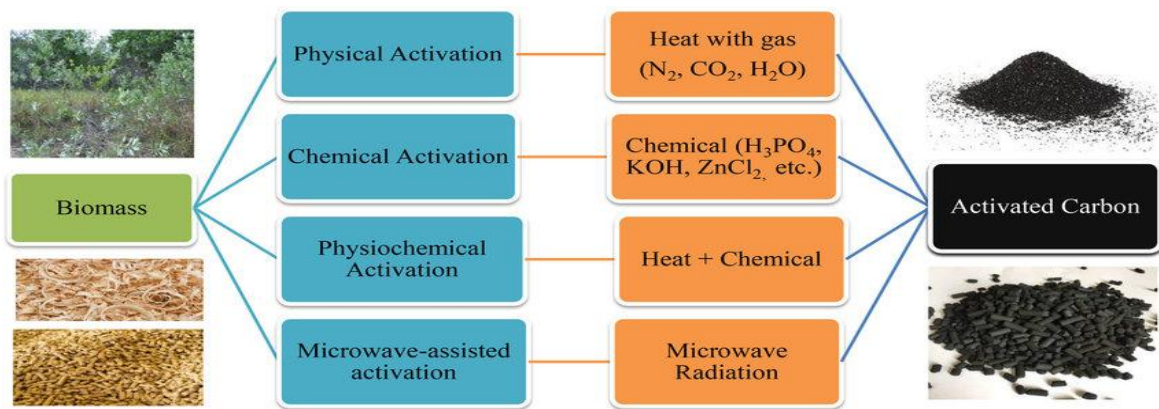 Physical Activation
Heat with gas
(N₂, CO₂, H₂O)
Chemical Activation
Chemical (H₃PO₄,
KOH, ZnCl₂, etc.)
Biomass
Activated Carbon
Physiochemical
Activation
Heat + Chemical
Microwave-assisted
activation
Microwave
Radiation